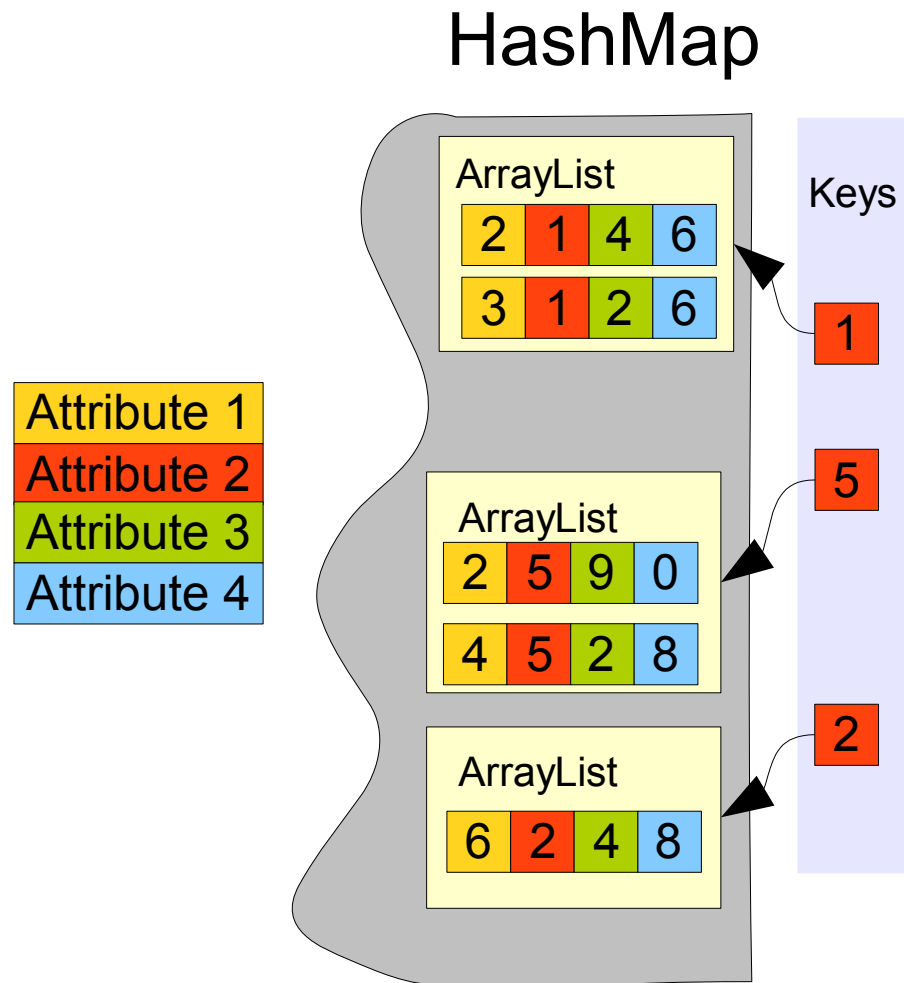 HashMap
ArrayList
2 1 4 6
3 1 2 6
Keys
1
Attribute 1
Attribute 2
Attribute 3
Attribute 4
5
ArrayList
2 5 9 0
4 5 2 8
2
ArrayList
6 2 4 8